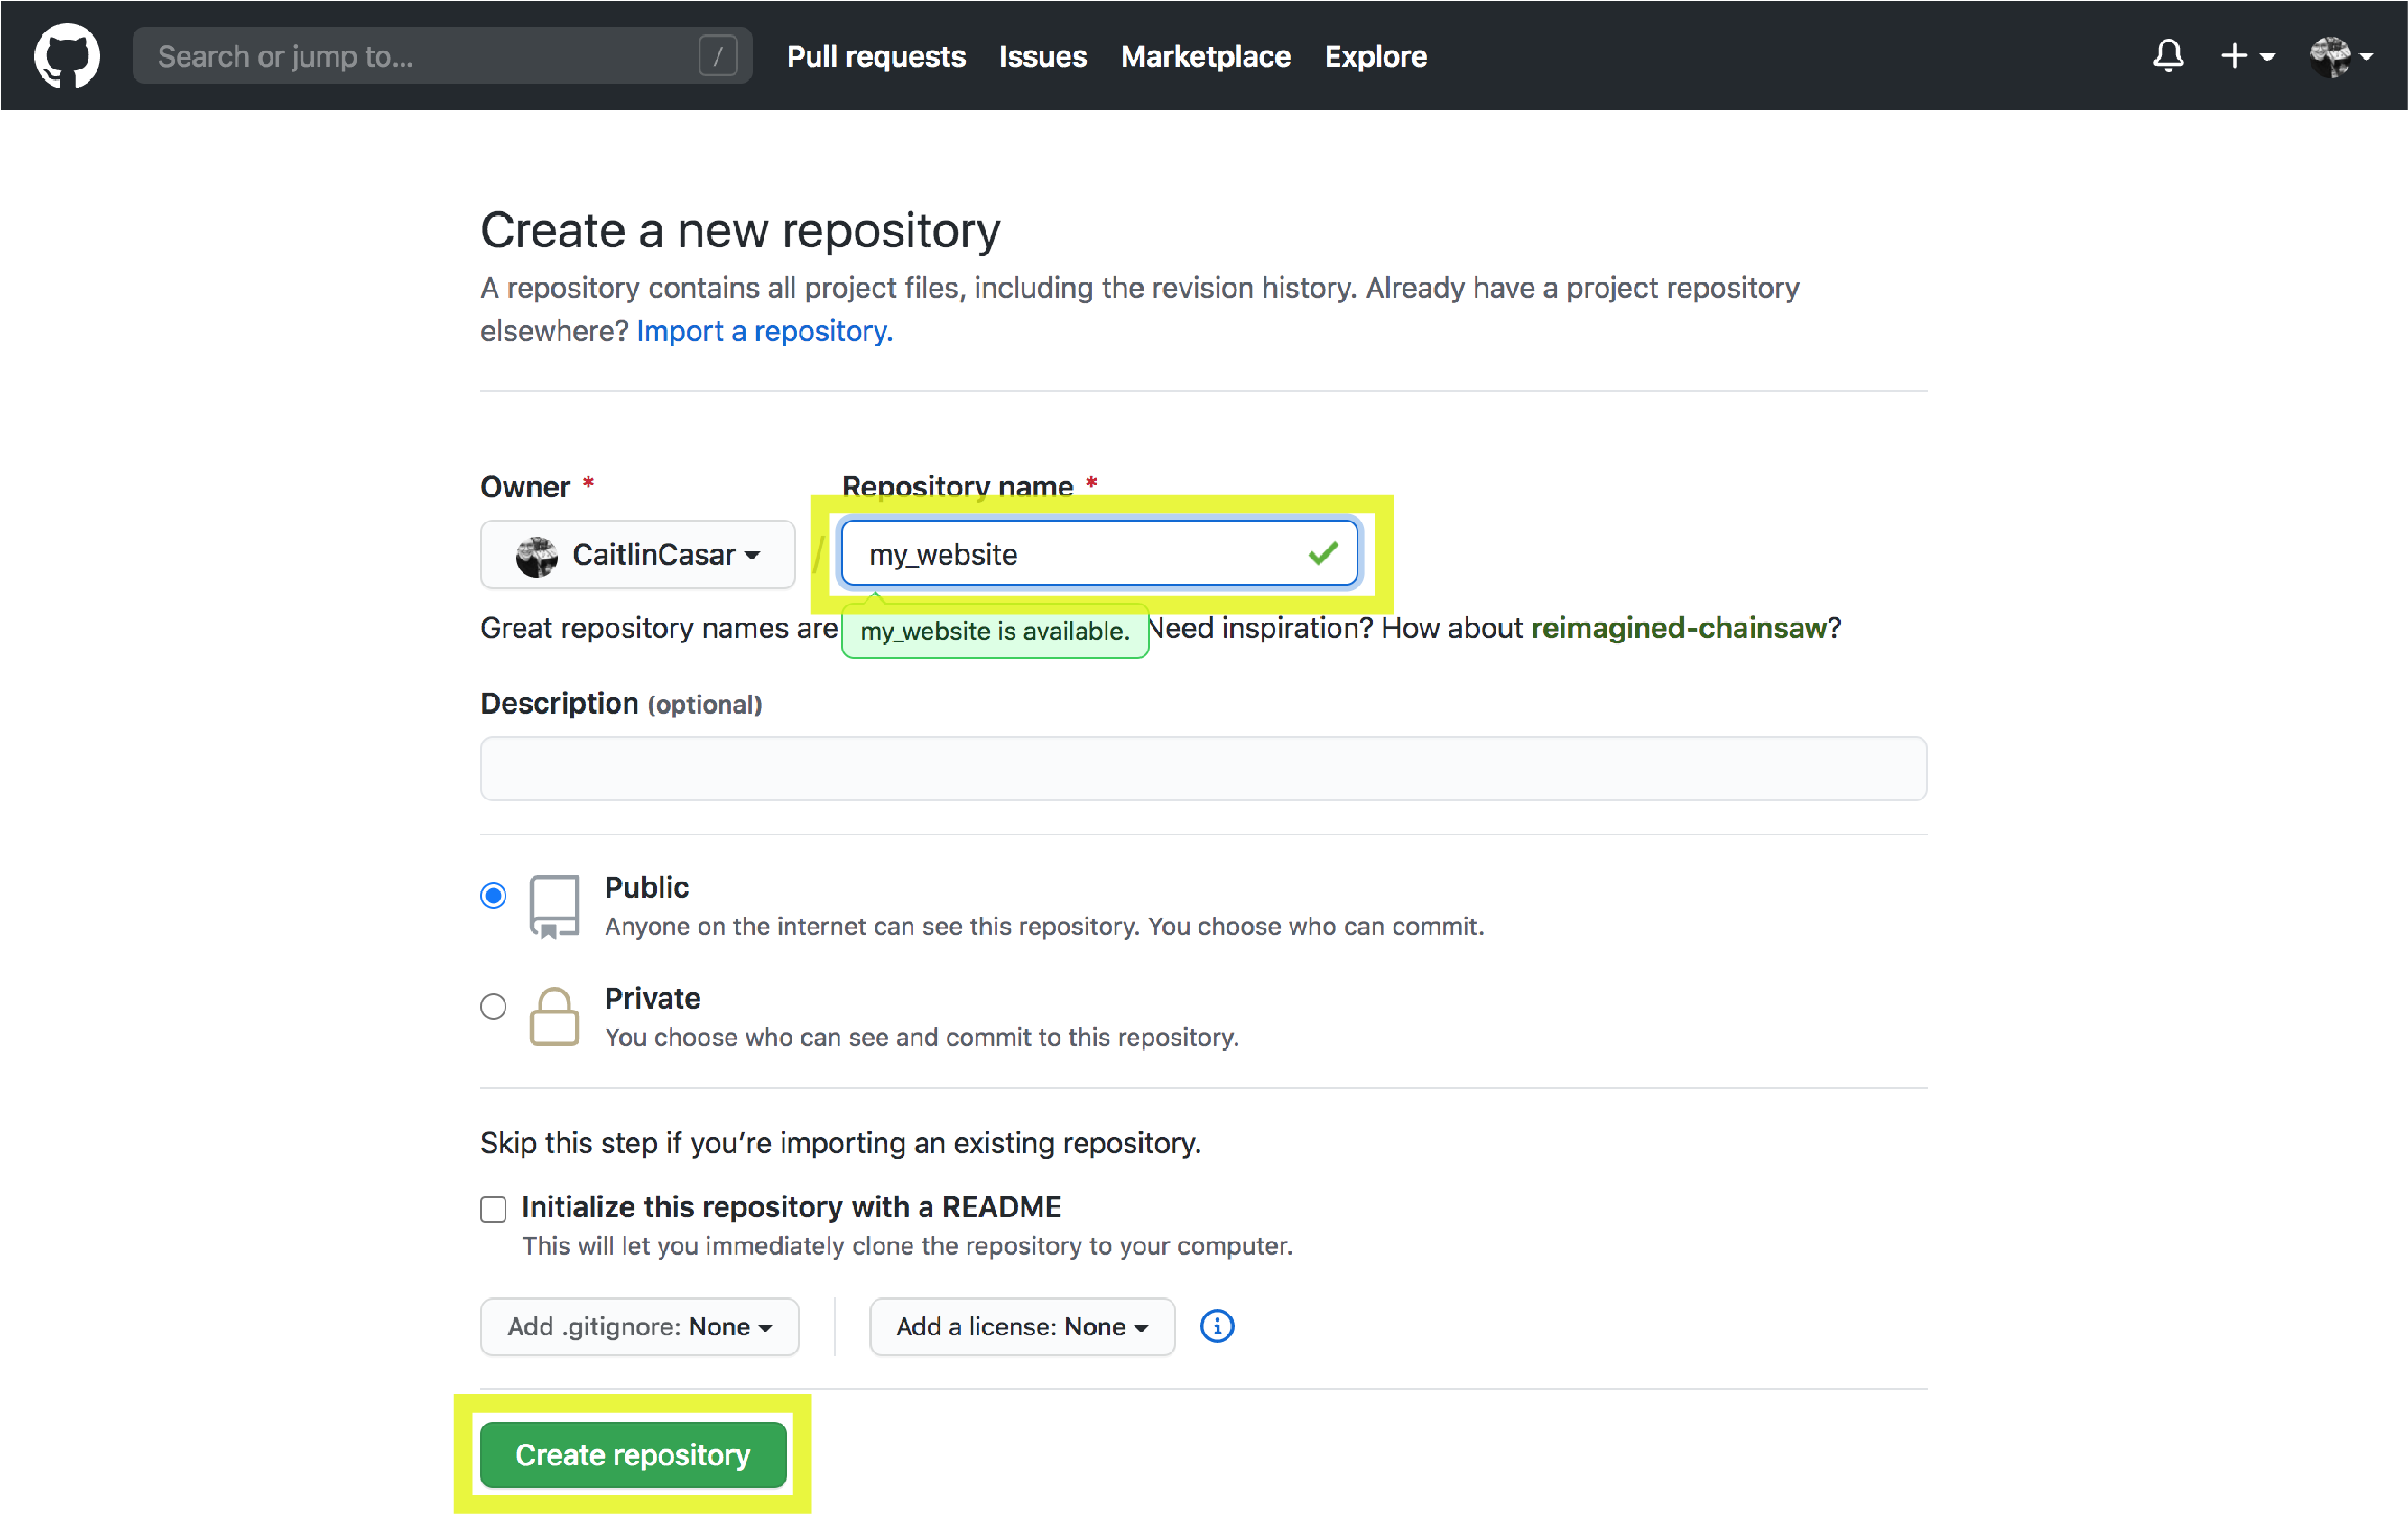 Search or jump to... /
Pull requests Issues Marketplace Explore
Create a new repository
A repository contains all project files, including the revision history. Already have a project repository
elsewhere? Import a repository.
Owner * Repository name *
CaitlinCasar / my_website
Great repository names are my_website is available. Need inspiration? How about reimagined-chainsaw?
Description (optional)
Public
Anyone on the internet can see this repository. You choose who can commit.
Private
You choose who can see and commit to this repository.
Skip this step if you’re importing an existing repository.
Initialize this repository with a README
This will let you immediately clone the repository to your computer.
Add .gitignore: None Add a license: None
Create repository